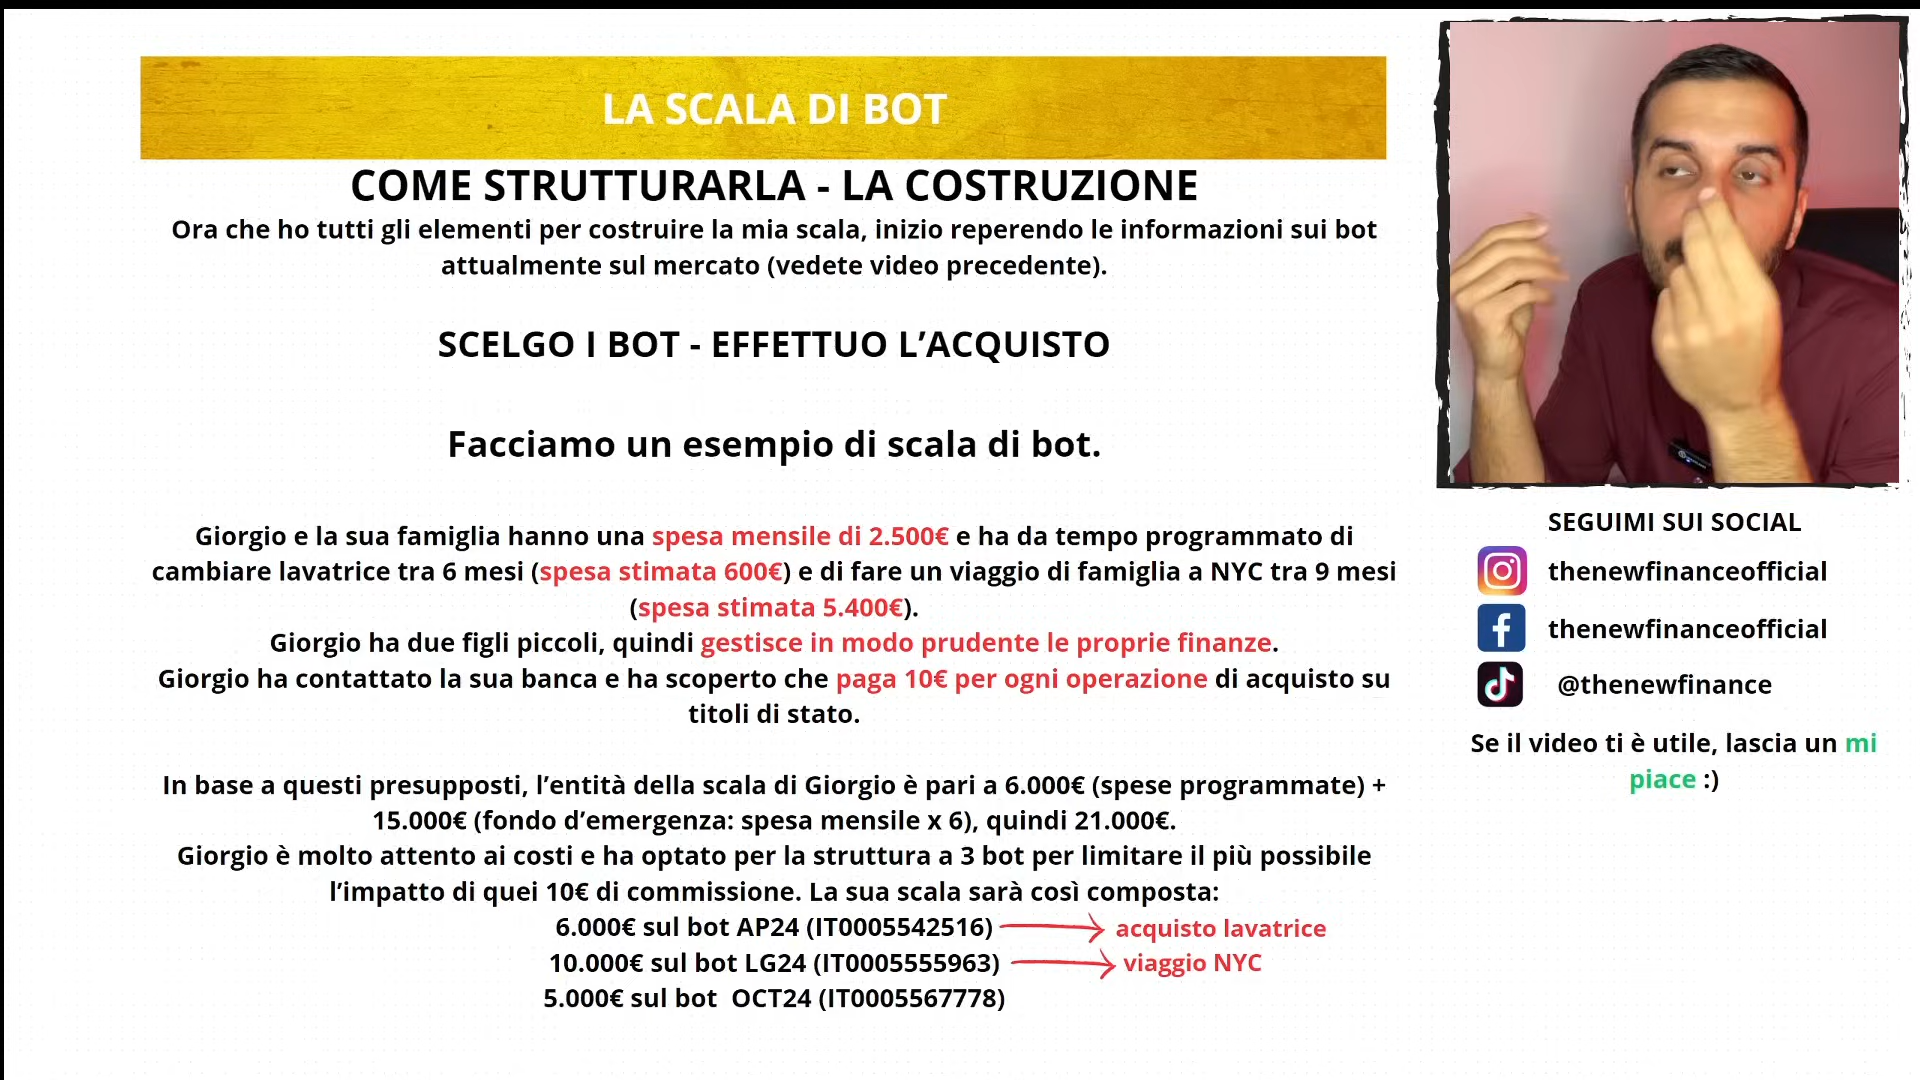 LA SCALA DI BOT
COME STRUTTURARLA - LA COSTRUZIONE
Ora che ho tutti gli elementi per costruire la mia scala, inizio reperendo le informazioni sui bot
attualmente sul mercato (vedete video precedente).
SCELGO I BOT - EFFETTUO L'ACQUISTO
Facciamo un esempio di scala di bot.
Giorgio e la sua famiglia hanno una spesa mensile di 2.500€ e ha da tempo programmato di
cambiare lavatrice tra 6 mesi (spesa stimata 600€) e di fare un viaggio di famiglia a NYC tra 9 mesi
(spesa stimata 5.400€).
Giorgio ha due figli piccoli, quindi gestisce in modo prudente le proprie finanze.
Giorgio ha contattato la sua banca e ha scoperto che paga 10€ per ogni operazione di acquisto su
titoli di stato.
In base a questi presupposti, l'entità della scala di Giorgio è pari a 6.000€ (spese programmate) +
15.000€ (fondo d'emergenza: spesa mensile x 6), quindi 21.000€.
Giorgio è molto attento ai costi e ha optato per la struttura a 3 bot per limitare il più possibile
l'impatto di quei 10€ di commissione. La sua scala sarà così composta:
6.000€ sul bot AP24 (IT0005542516) acquisto lavatrice
10.000€ sul bot LG24 (IT0005555963) viaggio NYC
5.000€ sul bot OCT24 (IT0005567778)
SEGUIMI SUI SOCIAL
thenewfinanceofficial
thenewfinanceofficial
@thenewfinance
Se il video ti è utile, lascia un mi
piace :)